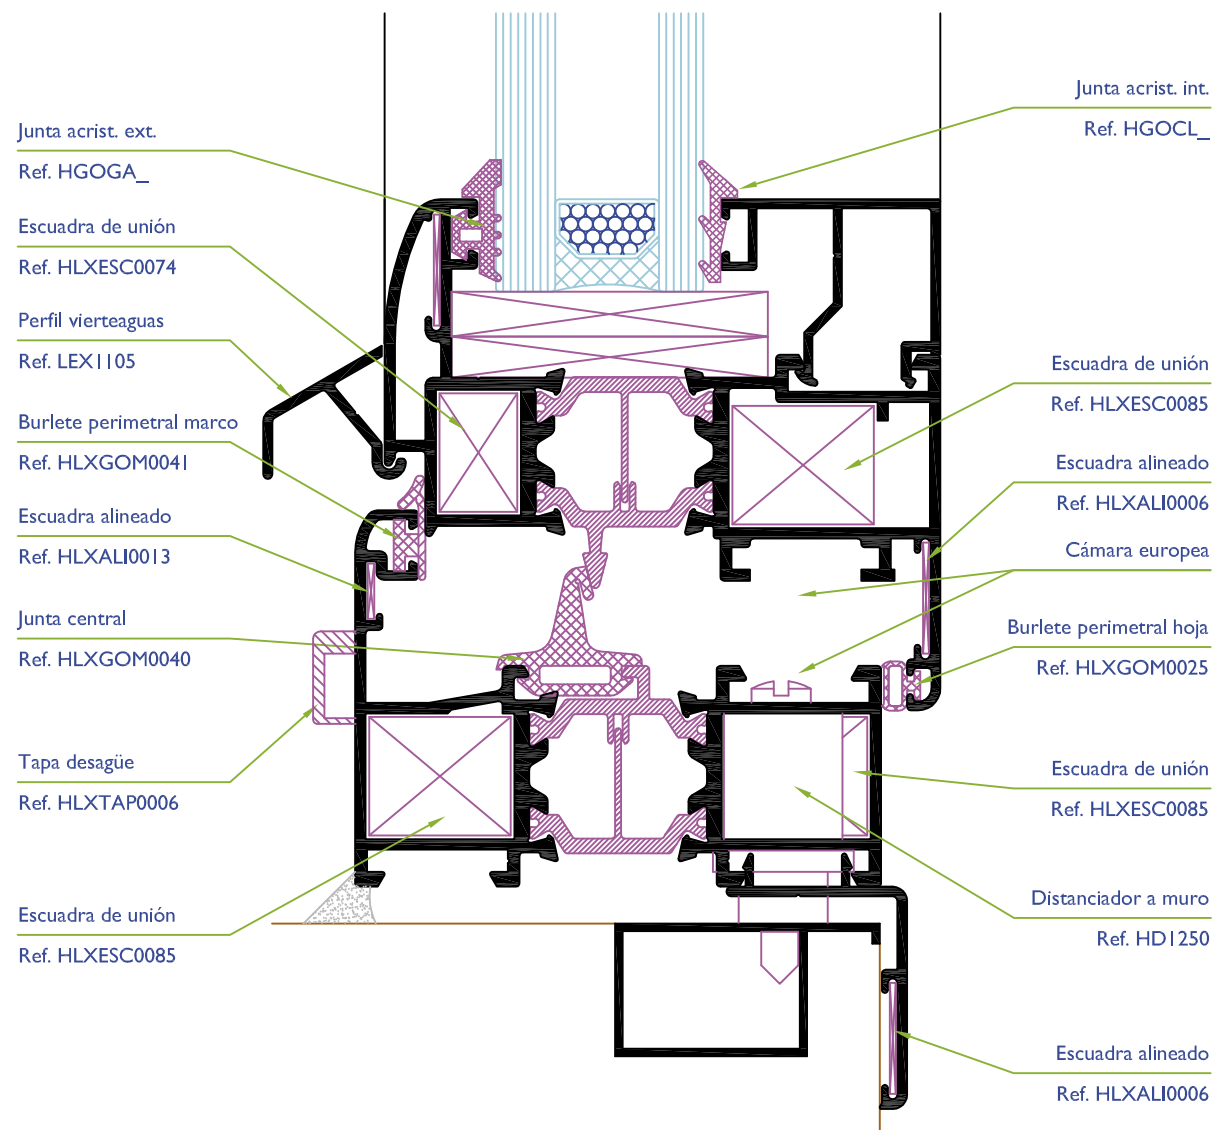 Junta acrist. ext.
Ref. HGOGA_
Escuadra de unión
Ref. HLXESC0074
Perfil vierteaguas
Ref. LEX1105
Burlete perimetral marco
Ref. HLXGOM0041
Escuadra alineado
Ref. HLXALI0013
Junta central
Ref. HLXGOM0040
Tapa desagüe
Ref. HLXTAP0006
Escuadra de unión
Ref. HLXESC0085
Junta acrist. int.
Ref. HGOCL_
Escuadra de unión
Ref. HLXESC0085
Escuadra alineado
Ref. HLXALI0006
Cámara europea
Burlete perimetral hoja
Ref. HLXGOM0025
Escuadra de unión
Ref. HLXESC0085
Distanciador a muro
Ref. HD1250
Escuadra alineado
Ref. HLXALI0006